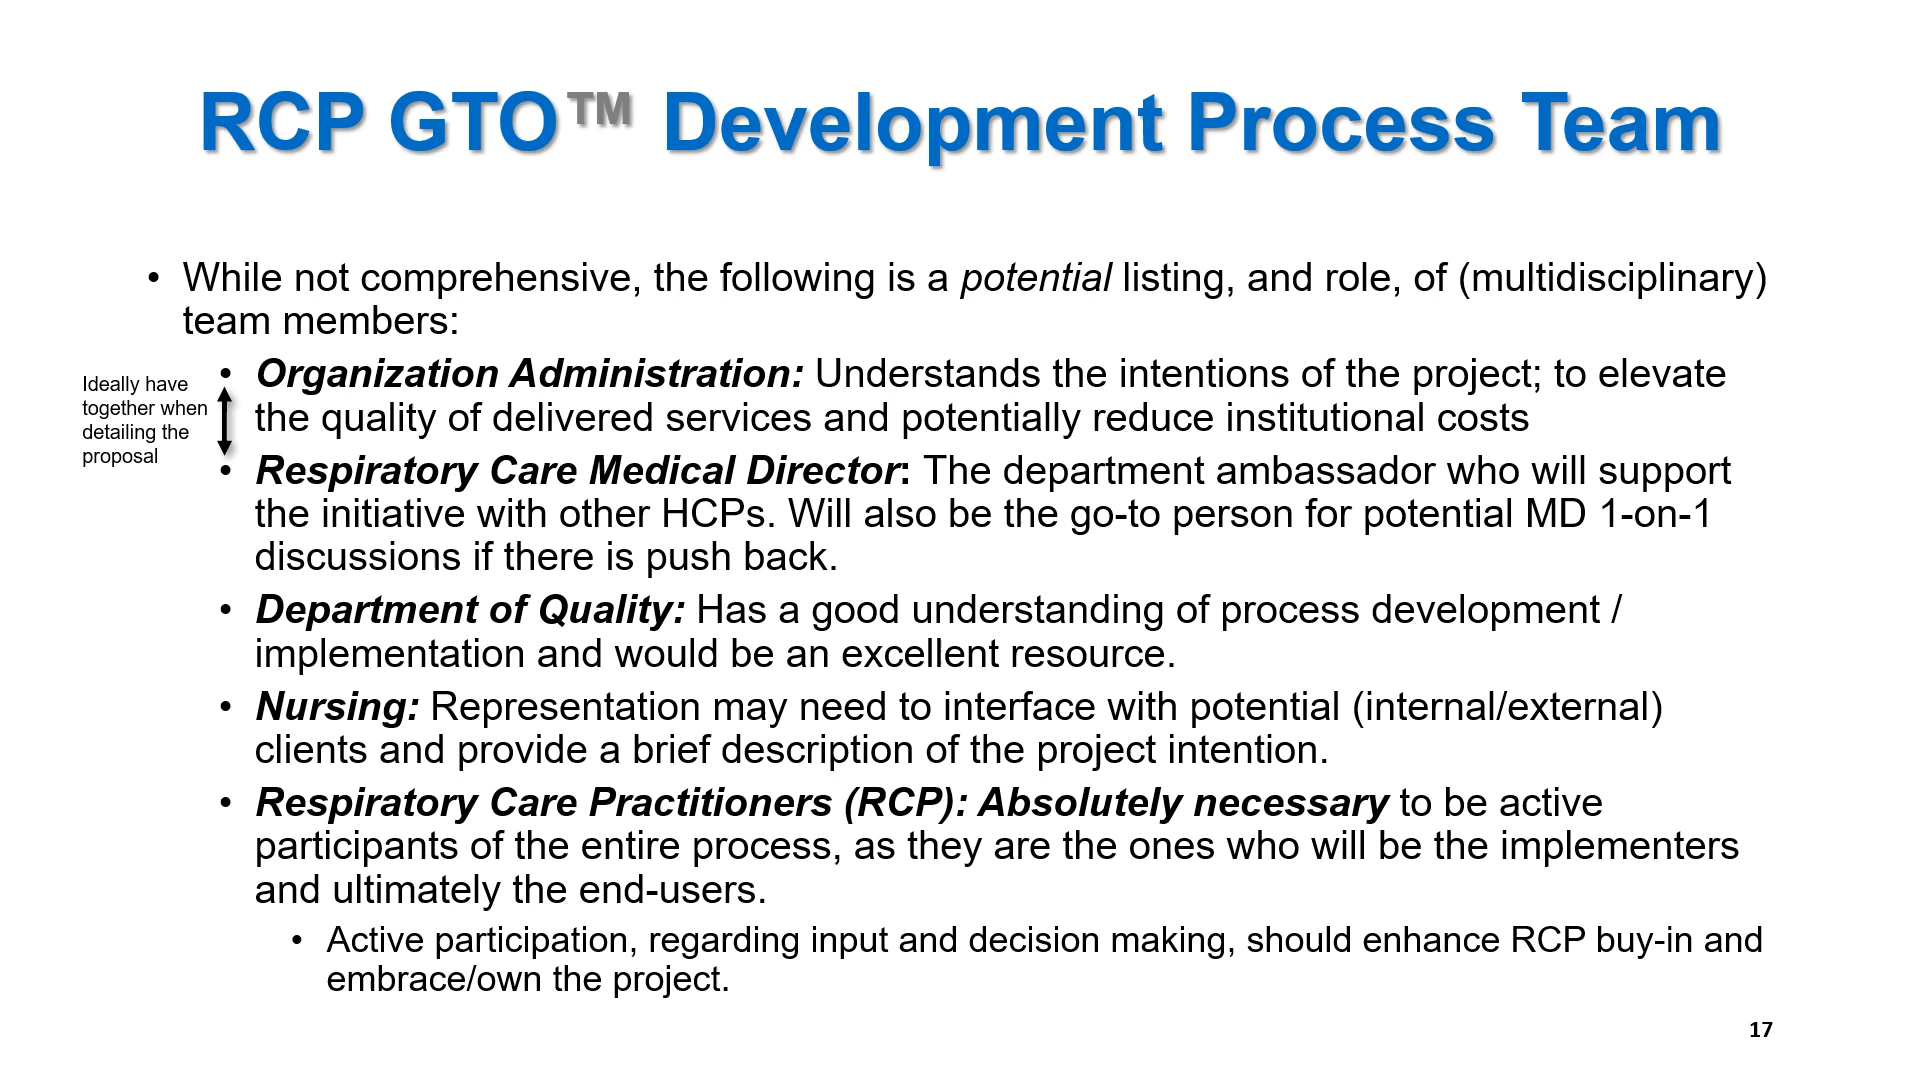 RCP GTO™ Development Process Team
• While not comprehensive, the following is a potential listing, and role, of (multidisciplinary)
team members:
Ideally have
together when
detailing the
proposal
• Organization Administration: Understands the intentions of the project; to elevate
the quality of delivered services and potentially reduce institutional costs
• Respiratory Care Medical Director: The department ambassador who will support
the initiative with other HCPs. Will also be the go-to person for potential MD 1-on-1
discussions if there is push back.
• Department of Quality: Has a good understanding of process development /
implementation and would be an excellent resource.
• Nursing: Representation may need to interface with potential (internal/external)
clients and provide a brief description of the project intention.
• Respiratory Care Practitioners (RCP): Absolutely necessary to be active
participants of the entire process, as they are the ones who will be the implementers
and ultimately the end-users.
• Active participation, regarding input and decision making, should enhance RCP buy-in and
embrace/own the project.
17